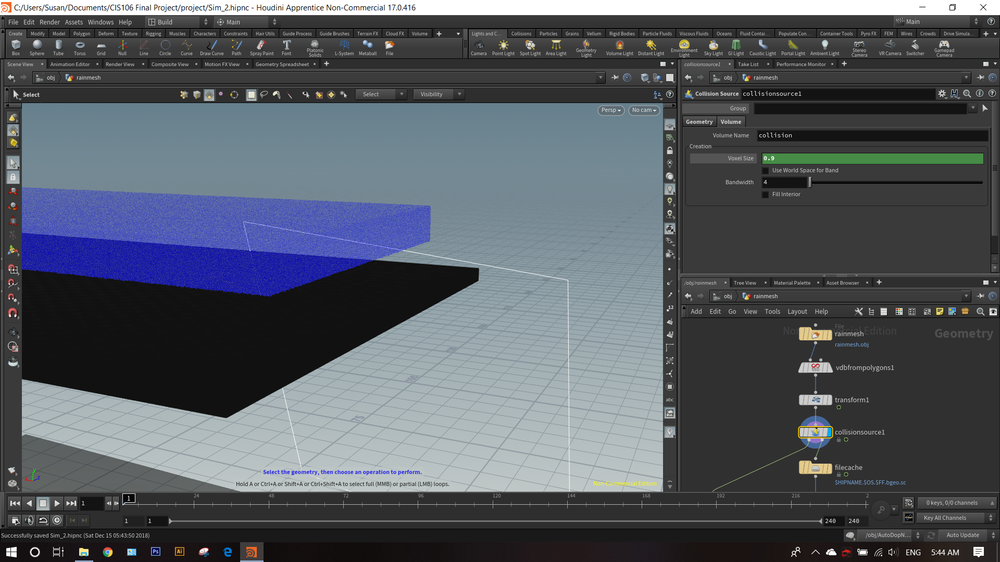 C:/Users/Susan/Documents/CIS106 Final Project/project/Sim_2.hipnc - Houdini Apprentice Non-Commercial 17.0.416
File Edit Render Assets Windows Help Build Main Main
Create Modify Model Polygon Deform Texture Rigging Muscles Characters Constraints Hair Utils Guide Process Guide Brushes Terrain FX Cloud FX Volume
Lights and C... Collisions Particles Grains Vellum Rigid Bodies Particle Fluids Viscous Fluids Oceans Fluid Contai... Populate Con... Container Tools Pyro FX FEM Wires Crowds Drive Simula...
Box Sphere Tube Torus Grid Null Line Circle Curve Draw Curve Path Spray Paint Font Platonic Solids L-System Metaball File
Camera Point Light Spot Light Area Light Geometry Light Volume Light Distant Light Environment Light Sky Light GI Light Caustic Light Portal Light Ambient Light Stereo Camera VR Camera Switcher Gamepad Camera
Scene View Animation Editor Render View Composite View Motion FX View Geometry Spreadsheet
collisionsource1 Take List Performance Monitor
obj rainmesh
obj rainmesh
Select Select Visibility
Collision Source collisionsource1
Persp No cam
Group
Geometry Volume
Volume Name collision
Creation
Voxel Size 0.9
Use World Space for Band
Bandwidth 4
Fill Interior
/obj/rainmesh Tree View Material Palette Asset Browser
obj rainmesh
Add Edit Go View Tools Layout Help
Geometry
File
rainmesh
rainmesh.obj
vdbfrompolygons1
transform1
collisionsource1
filecache
$HIPNAME.$OS.$FF.bgeo.sc
75
12
12
abc
y
z
Select the geometry, then choose an operation to perform.
Hold A or Ctrl+A or Shift+A or Ctrl+Shift+A to select full (MMB) or partial (LMB) loops.
Non-Commercial Edition
1 1 24 48 72 96 120 144 168 192 216 2
0 keys, 0/0 channels
1 1 240 240
Key All Channels
Successfully saved Sim_2.hipnc (Sat Dec 15 05:43:50 2018)
/obj/AutoDopN... Auto Update
Ps Ai ENG 5:44 AM